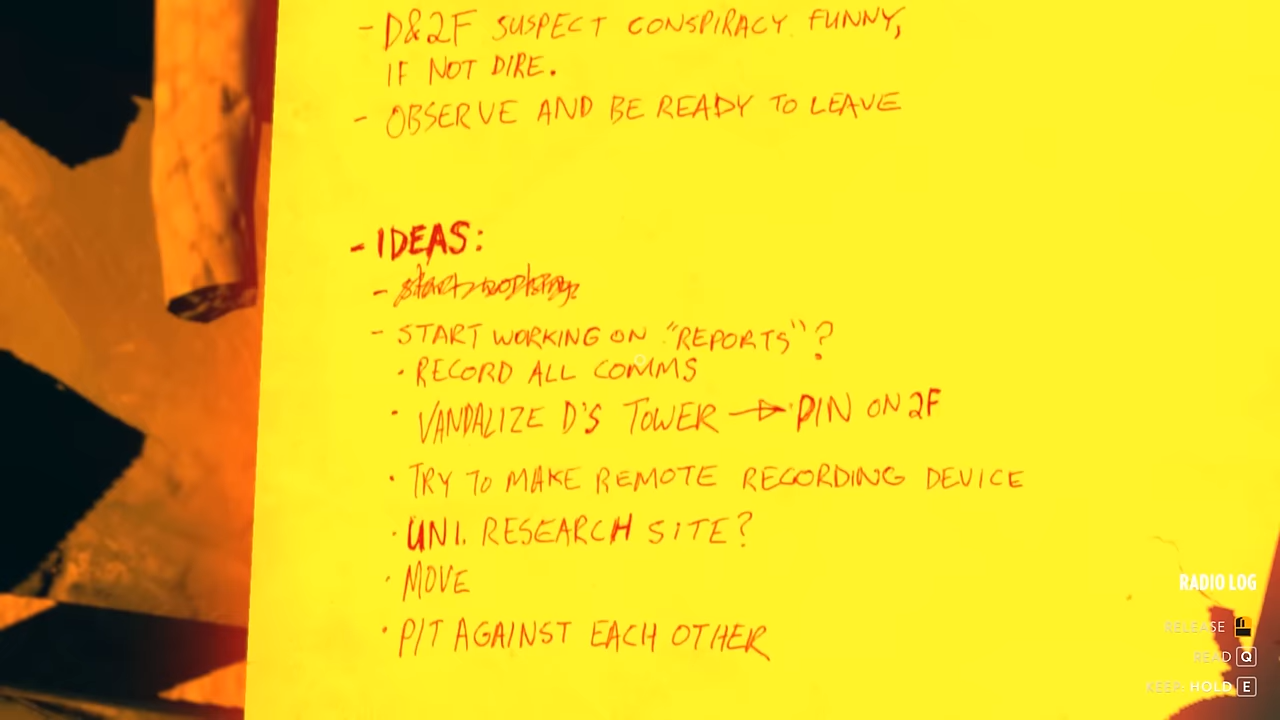 - D&2F SUSPECT CONSPIRACY. FUNNY,
IF NOT DIRE.
- OBSERVE AND BE READY TO LEAVE
- IDEAS:
- START WORKING ON "REPORTS"?
• RECORD ALL COMMS
• VANDALIZE D'S TOWER → PIN ON 2F
• TRY TO MAKE REMOTE RECORDING DEVICE
• UNI. RESEARCH SITE?
• MOVE
• PIT AGAINST EACH OTHER
RADIO LOG
RELEASE
READ Q
KEEP: HOLD E